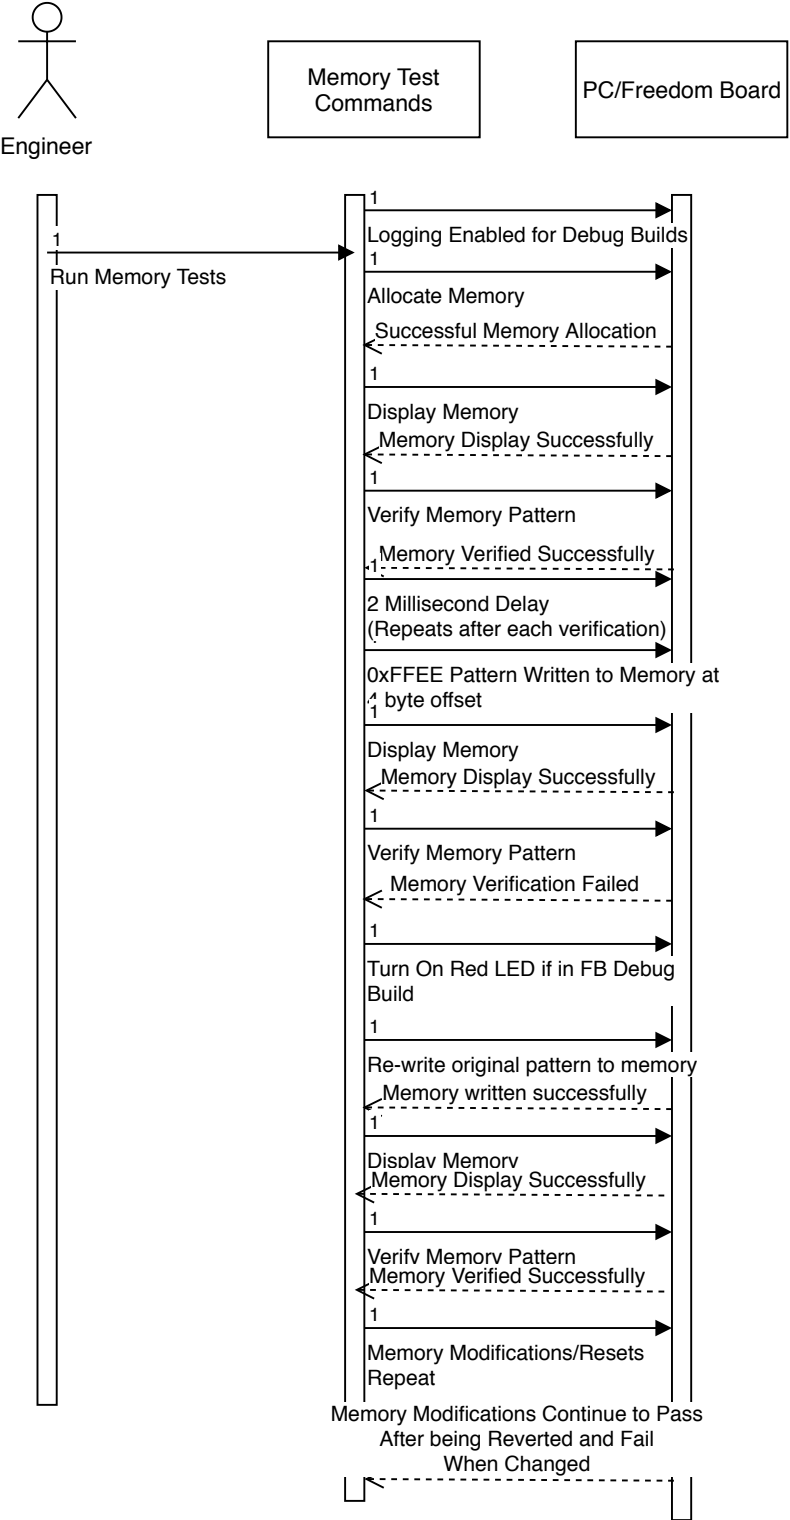 Memory Test
Commands
PC/Freedom Board
Engineer
1
Logging Enabled for Debug Builds
1
Run Memory Tests
1
Allocate Memory
Successful Memory Allocation
1
Display Memory
Memory Display Successfully
1
Verify Memory Pattern
Memory Verified Successfully
1
2 Millisecond Delay
(Repeats after each verification)
0xFFEE Pattern Written to Memory at
byte offset
1
Display Memory
Memory Display Successfully
1
Verify Memory Pattern
Memory Verification Failed
1
Turn On Red LED if in FB Debug
Build
1
Re-write original pattern to memory
Memory written successfully
1
Display Memory
Memory Display Successfully
1
Verify Memory Pattern
Memory Verified Successfully
1
Memory Modifications/Resets
Repeat
Memory Modifications Continue to Pass
After being Reverted and Fail
When Changed